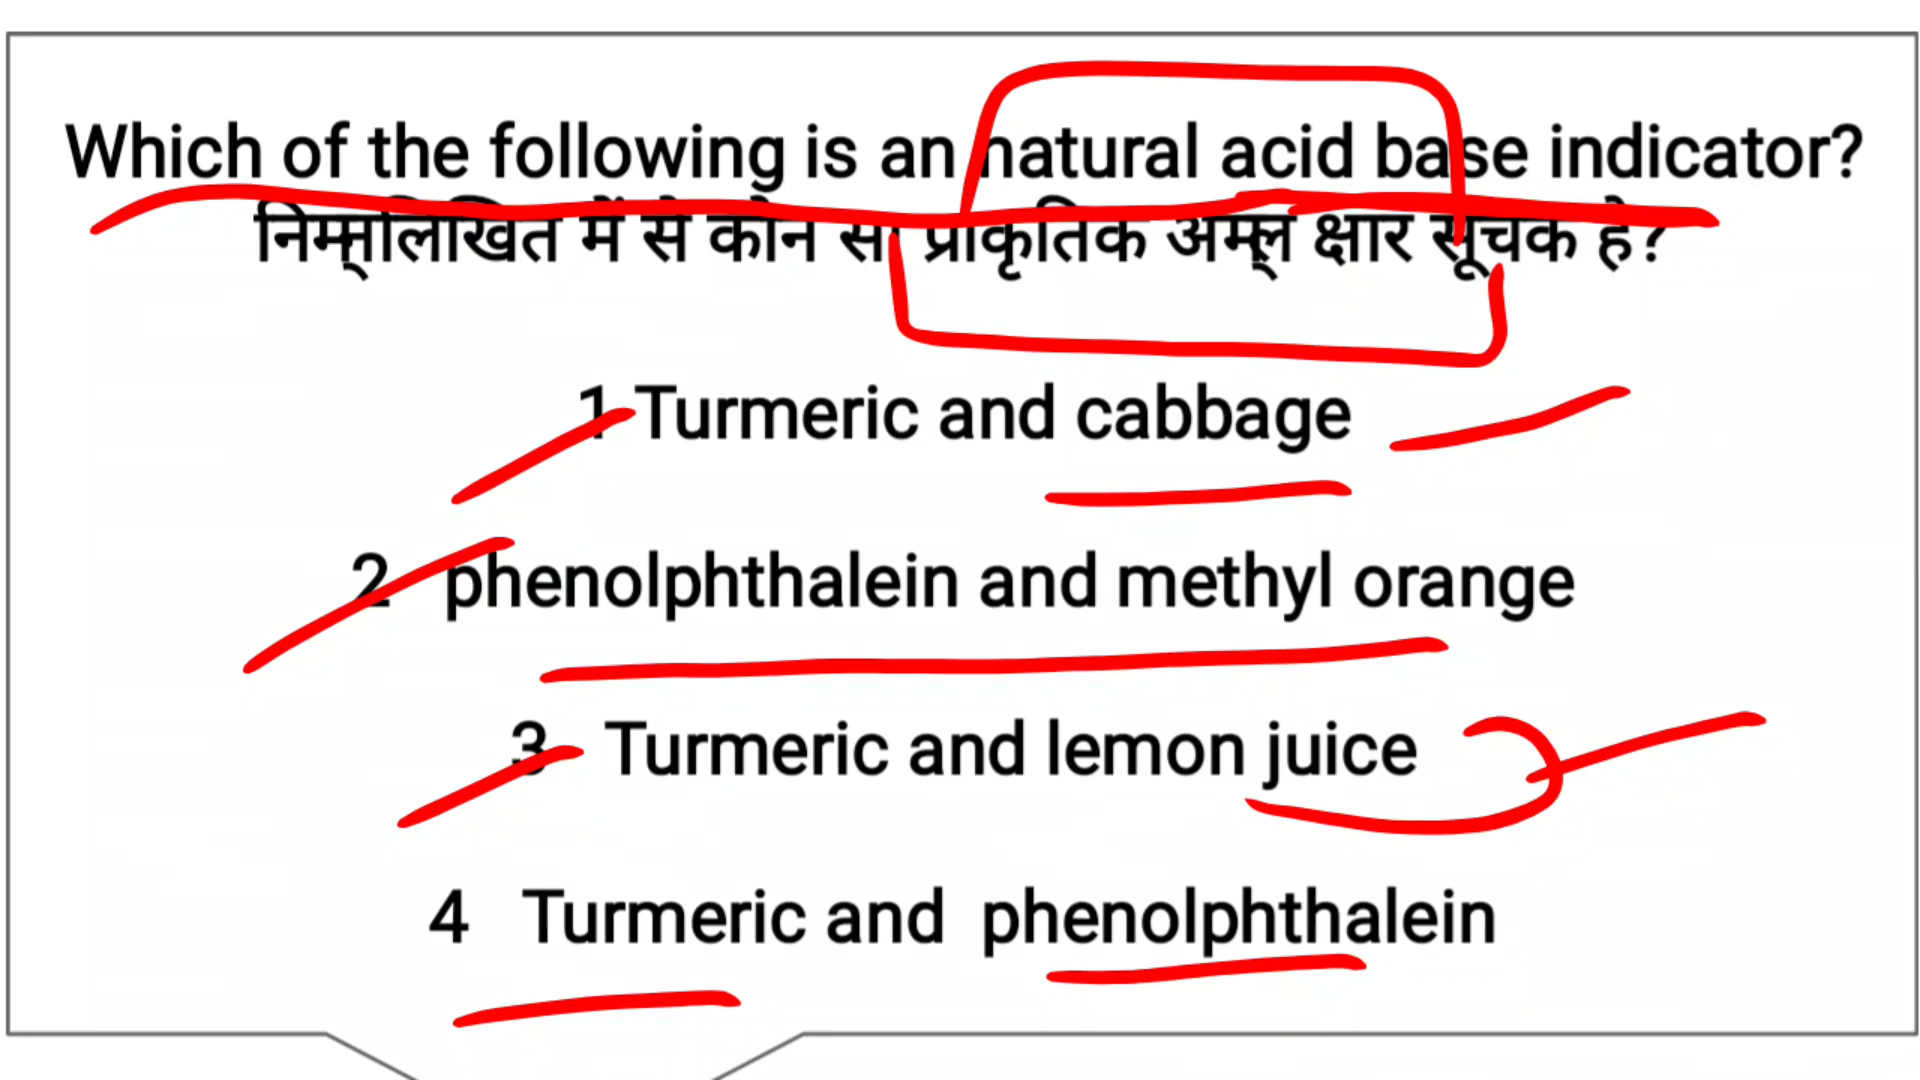 Which of the following is an natural acid base indicator?
निम्न्लिखित में से कौन सा प्राकृतिक अम्ल् क्षार सूचक है?
1 Turmeric and cabbage
2 phenolphthalein and methyl orange
3 Turmeric and lemon juice
4 Turmeric and phenolphthalein